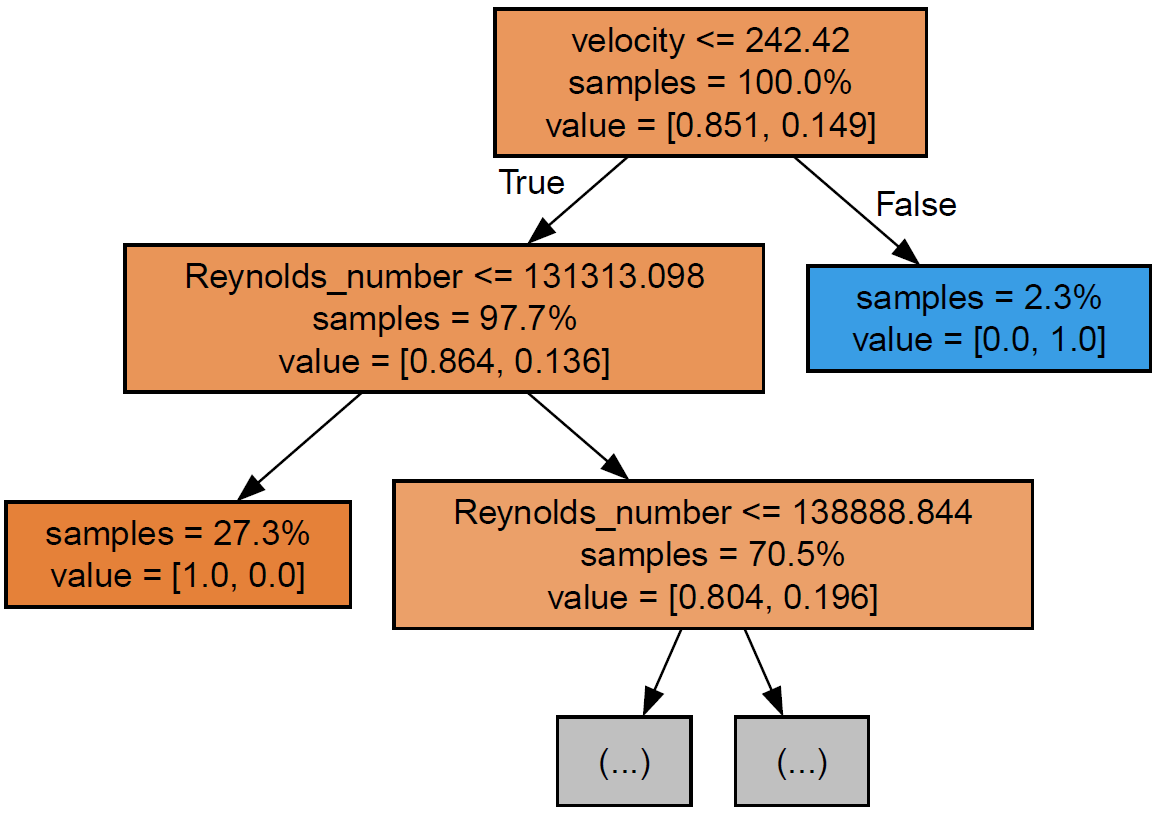 velocity <= 242.42
samples = 100.0%
value = [0.851, 0.149]
True
False
Reynolds_number <= 131313.098
samples = 97.7%
value = [0.864, 0.136]
samples = 2.3%
value = [0.0, 1.0]
samples = 27.3%
value = [1.0, 0.0]
Reynolds_number <= 138888.844
samples = 70.5%
value = [0.804, 0.196]
(...)
(...)